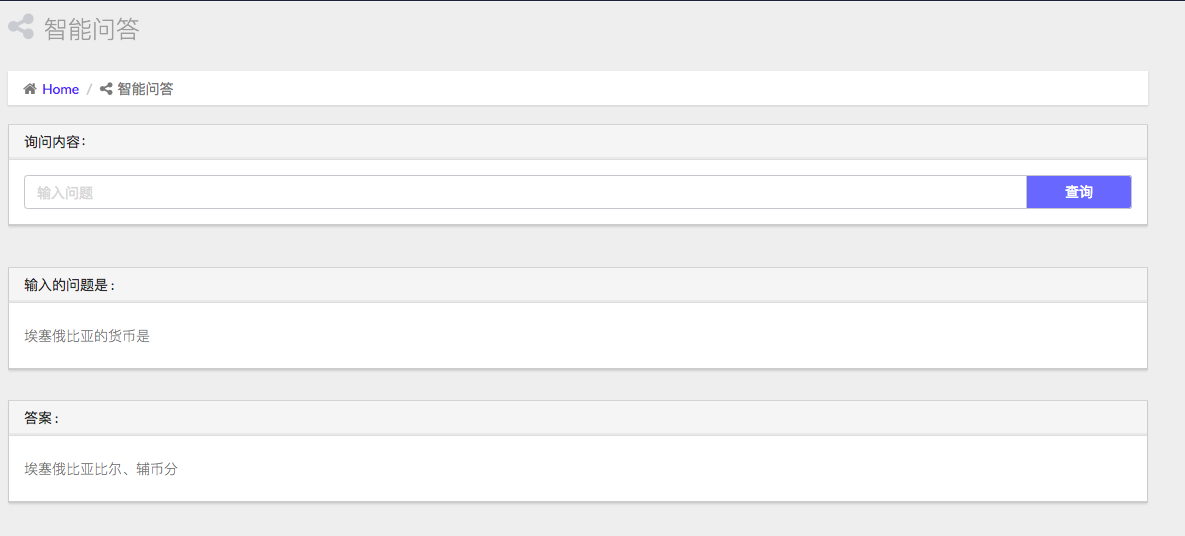 智能问答
Home / 智能问答
询问内容：
输入问题 查询
输入的问题是 :
埃塞俄比亚的货币是
答案 :
埃塞俄比亚比尔、辅币分